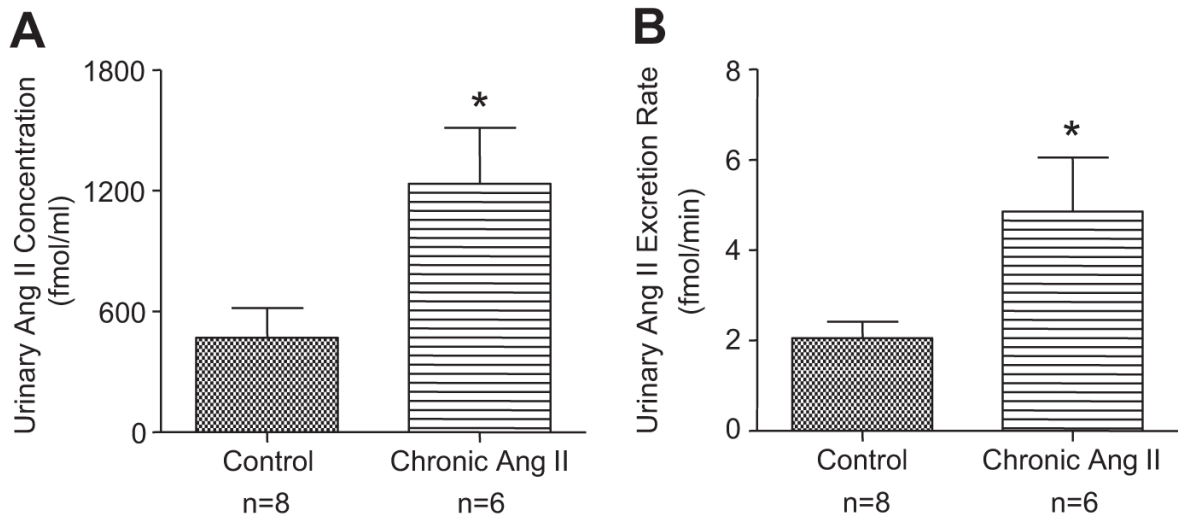 A
Urinary Ang II Concentration
(fmol/ml)
1800
1200
600
0
*
Control
Chronic Ang II
n=8
n=6
B
Urinary Ang II Excretion Rate
(fmol/min)
8
6
4
2
0
*
Control
Chronic Ang II
n=8
n=6